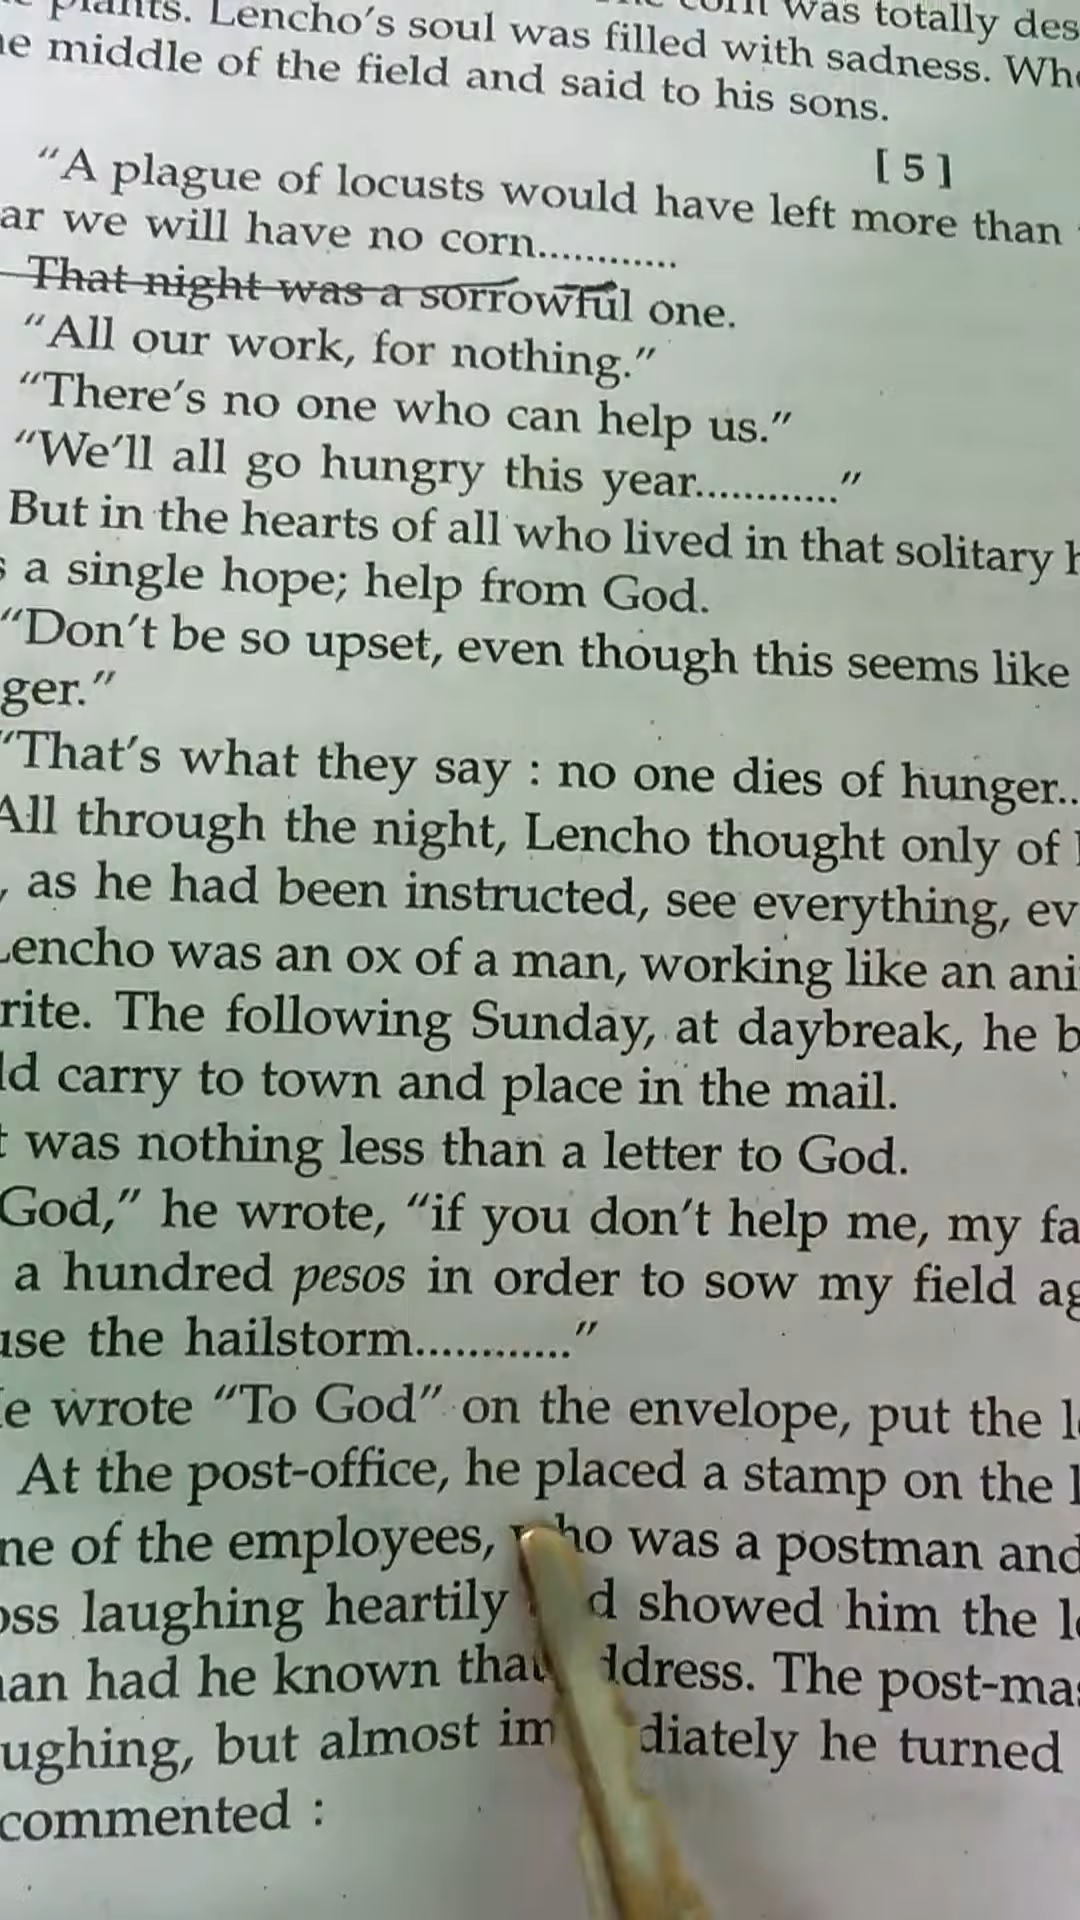 plants. Lencho's soul was filled with sadness.
corn was totally
middle of the field and said to his sons.
[ 5 ]
"A plague of locusts would have left more than
we will have no corn............
That night was a sorrowful one.
"All our work, for nothing."
"There's no one who can help us."
"We'll all go hungry this year............"
But in the hearts of all who lived in that solitary
a single hope; help from God.
"Don't be so upset, even though this seems like
ger."
"That's what they say : no one dies of hunger..
All through the night, Lencho thought only of
, as he had been instructed, see everything, ev
Lencho was an ox of a man, working like an ani
rite. The following Sunday, at daybreak, he b
ld carry to town and place in the mail.
was nothing less than a letter to God.
God," he wrote, "if you don't help me, my fa
a hundred pesos in order to sow my field ag
use the hailstorm............"
e wrote "To God" on the envelope, put the l
At the post-office, he placed a stamp on the l
ne of the employees, who was a postman and
oss laughing heartily d showed him the l
an had he known that ddress. The post-mas
ughing, but almost im diately he turned
commented :